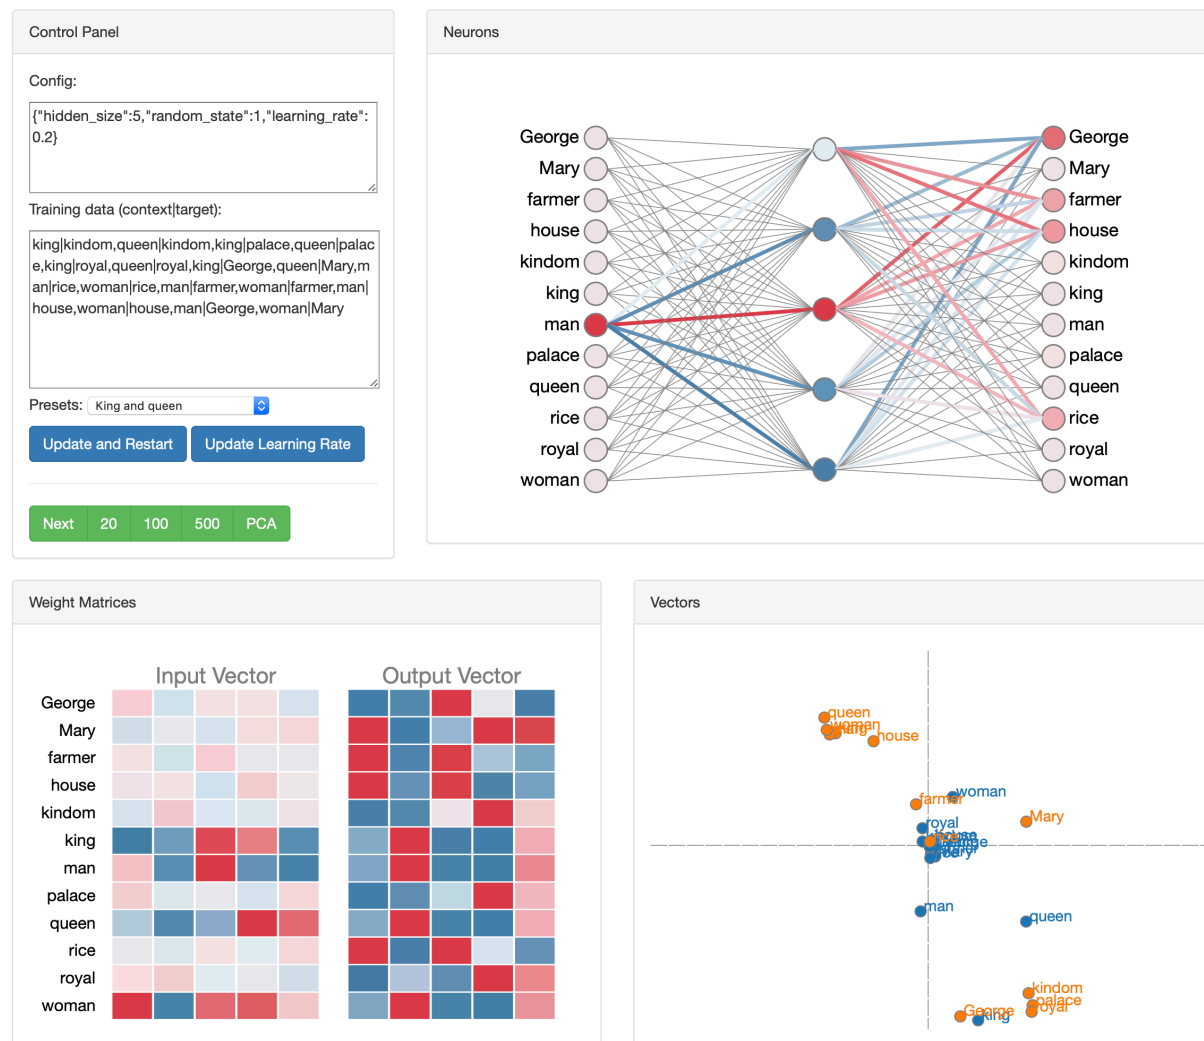 Control Panel
Config:
{"hidden_size":5,"random_state":1,"learning_rate":
0.2}
Training data (context|target):
king|kindom,queen|kindom,king|palace,queen|palac
e,king|royal,queen|royal,king|George,queen|Mary,m
an|rice,woman|rice,man|farmer,woman|farmer,man|
house,woman|house,man|George,woman|Mary
Presets: King and queen
Update and Restart Update Learning Rate
Next 20 100 500 PCA
Neurons
George George
Mary Mary
farmer farmer
house house
kindom kindom
king king
man man
palace palace
queen queen
rice rice
royal royal
woman woman
Weight Matrices
Input Vector Output Vector
George
Mary
farmer
house
kindom
king
man
palace
queen
rice
royal
woman
Vectors
queen
woman
house
woman
farmer
Mary
royal
man
queen
kindom
palace
royal
George
king